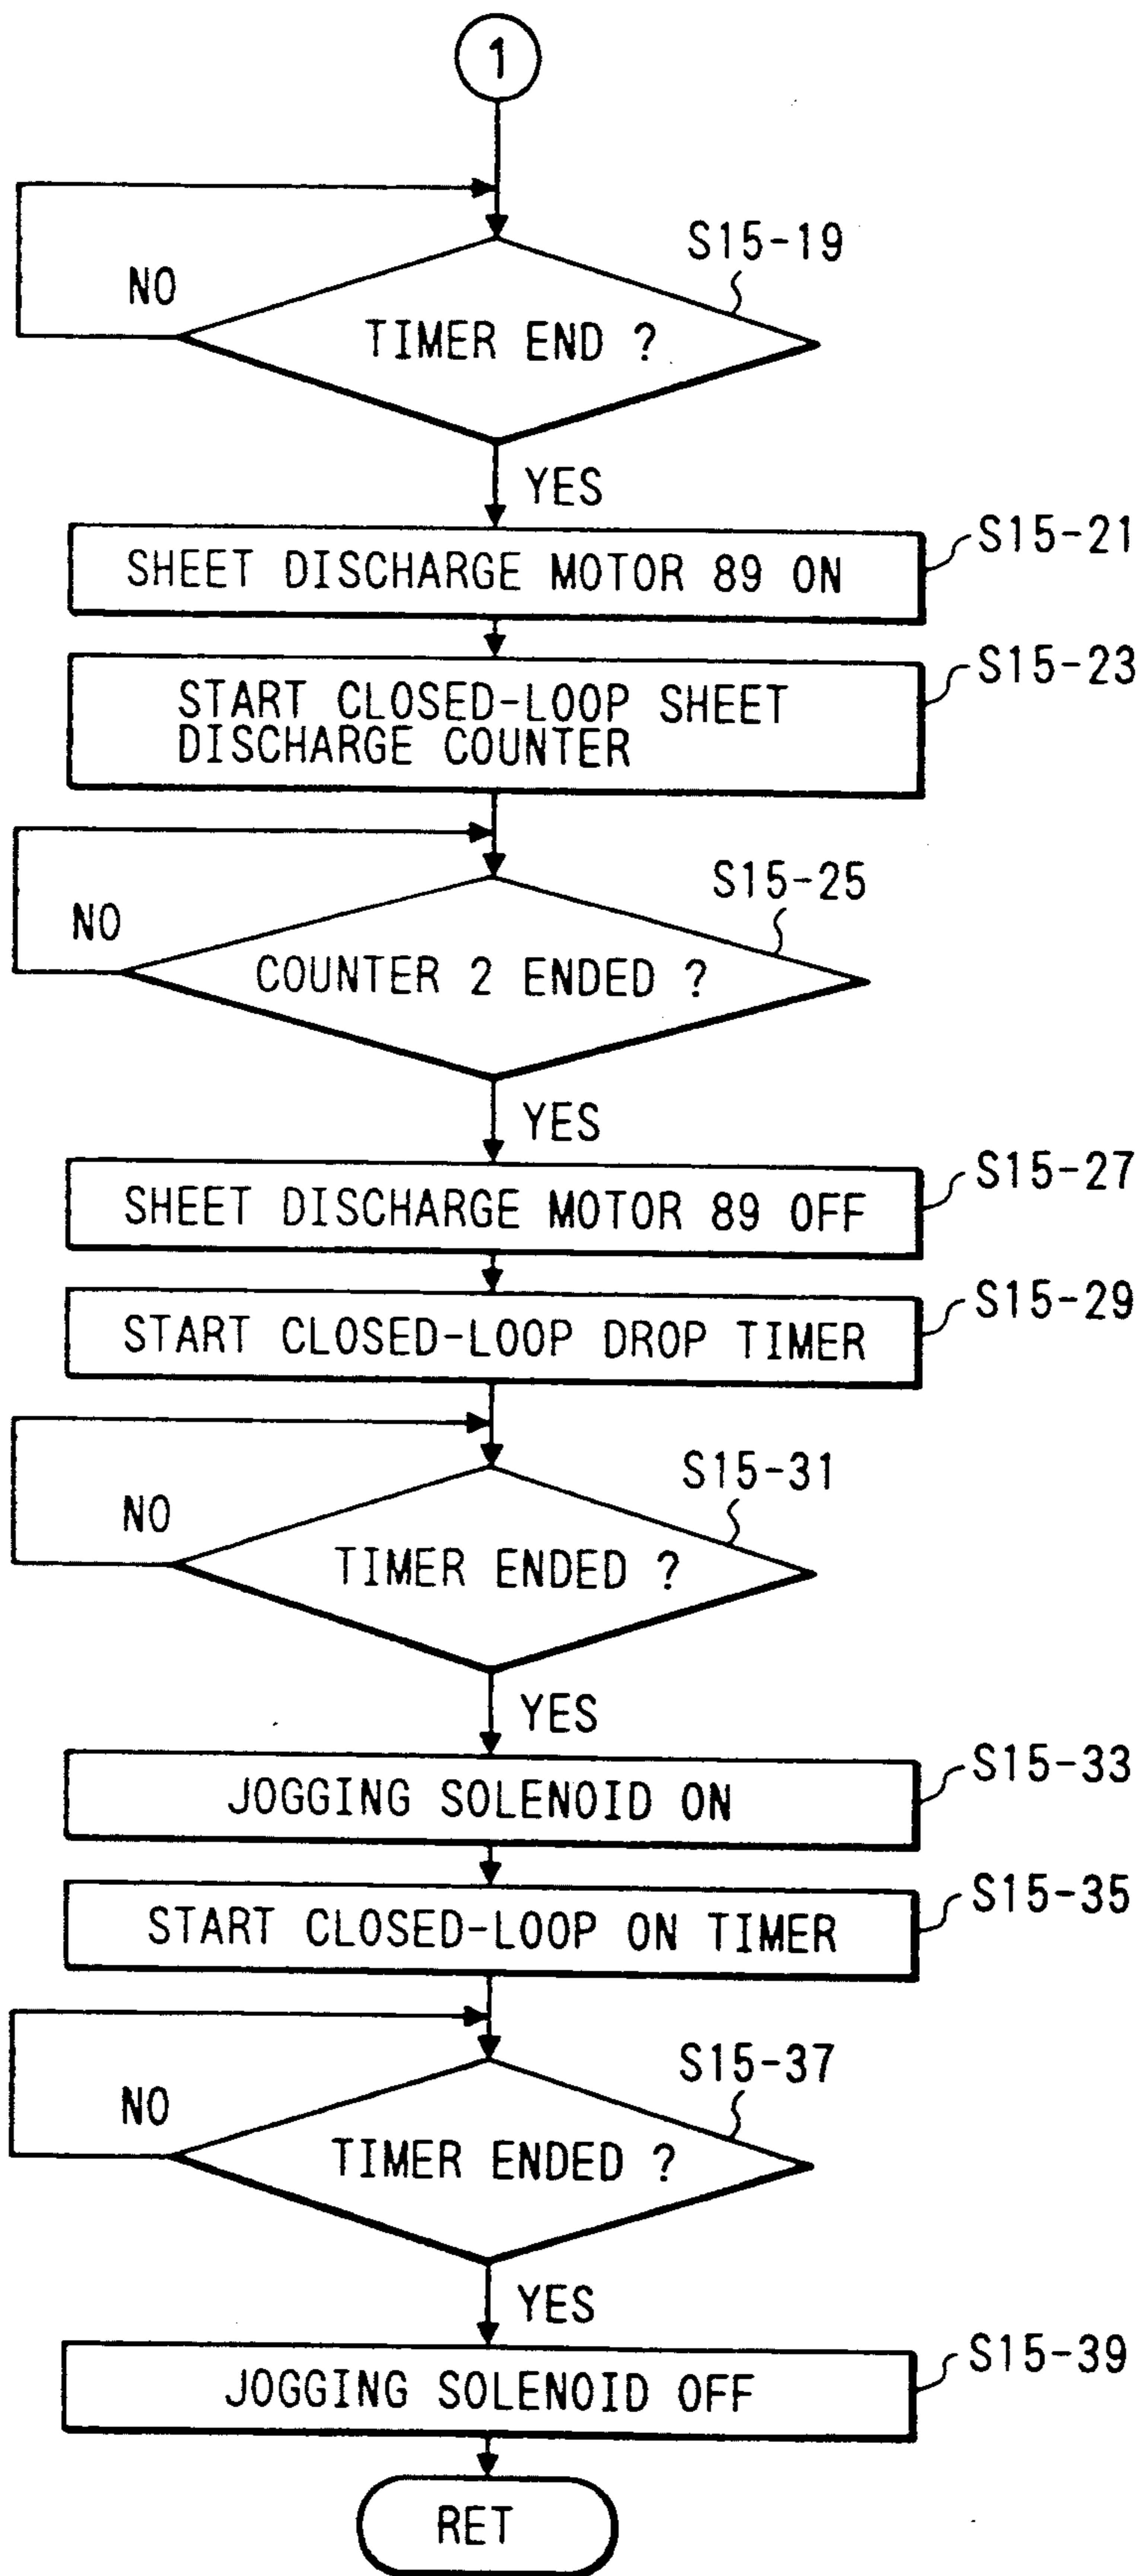 1
S15-19
NO
TIMER END ?
YES
SHEET DISCHARGE MOTOR 89 ON
S15-21
START CLOSED-LOOP SHEET
DISCHARGE COUNTER
S15-23
S15-25
NO
COUNTER 2 ENDED ?
YES
SHEET DISCHARGE MOTOR 89 OFF
S15-27
START CLOSED-LOOP DROP TIMER
S15-29
S15-31
NO
TIMER ENDED ?
YES
JOGGING SOLENOID ON
S15-33
START CLOSED-LOOP ON TIMER
S15-35
S15-37
NO
TIMER ENDED ?
YES
JOGGING SOLENOID OFF
S15-39
RET